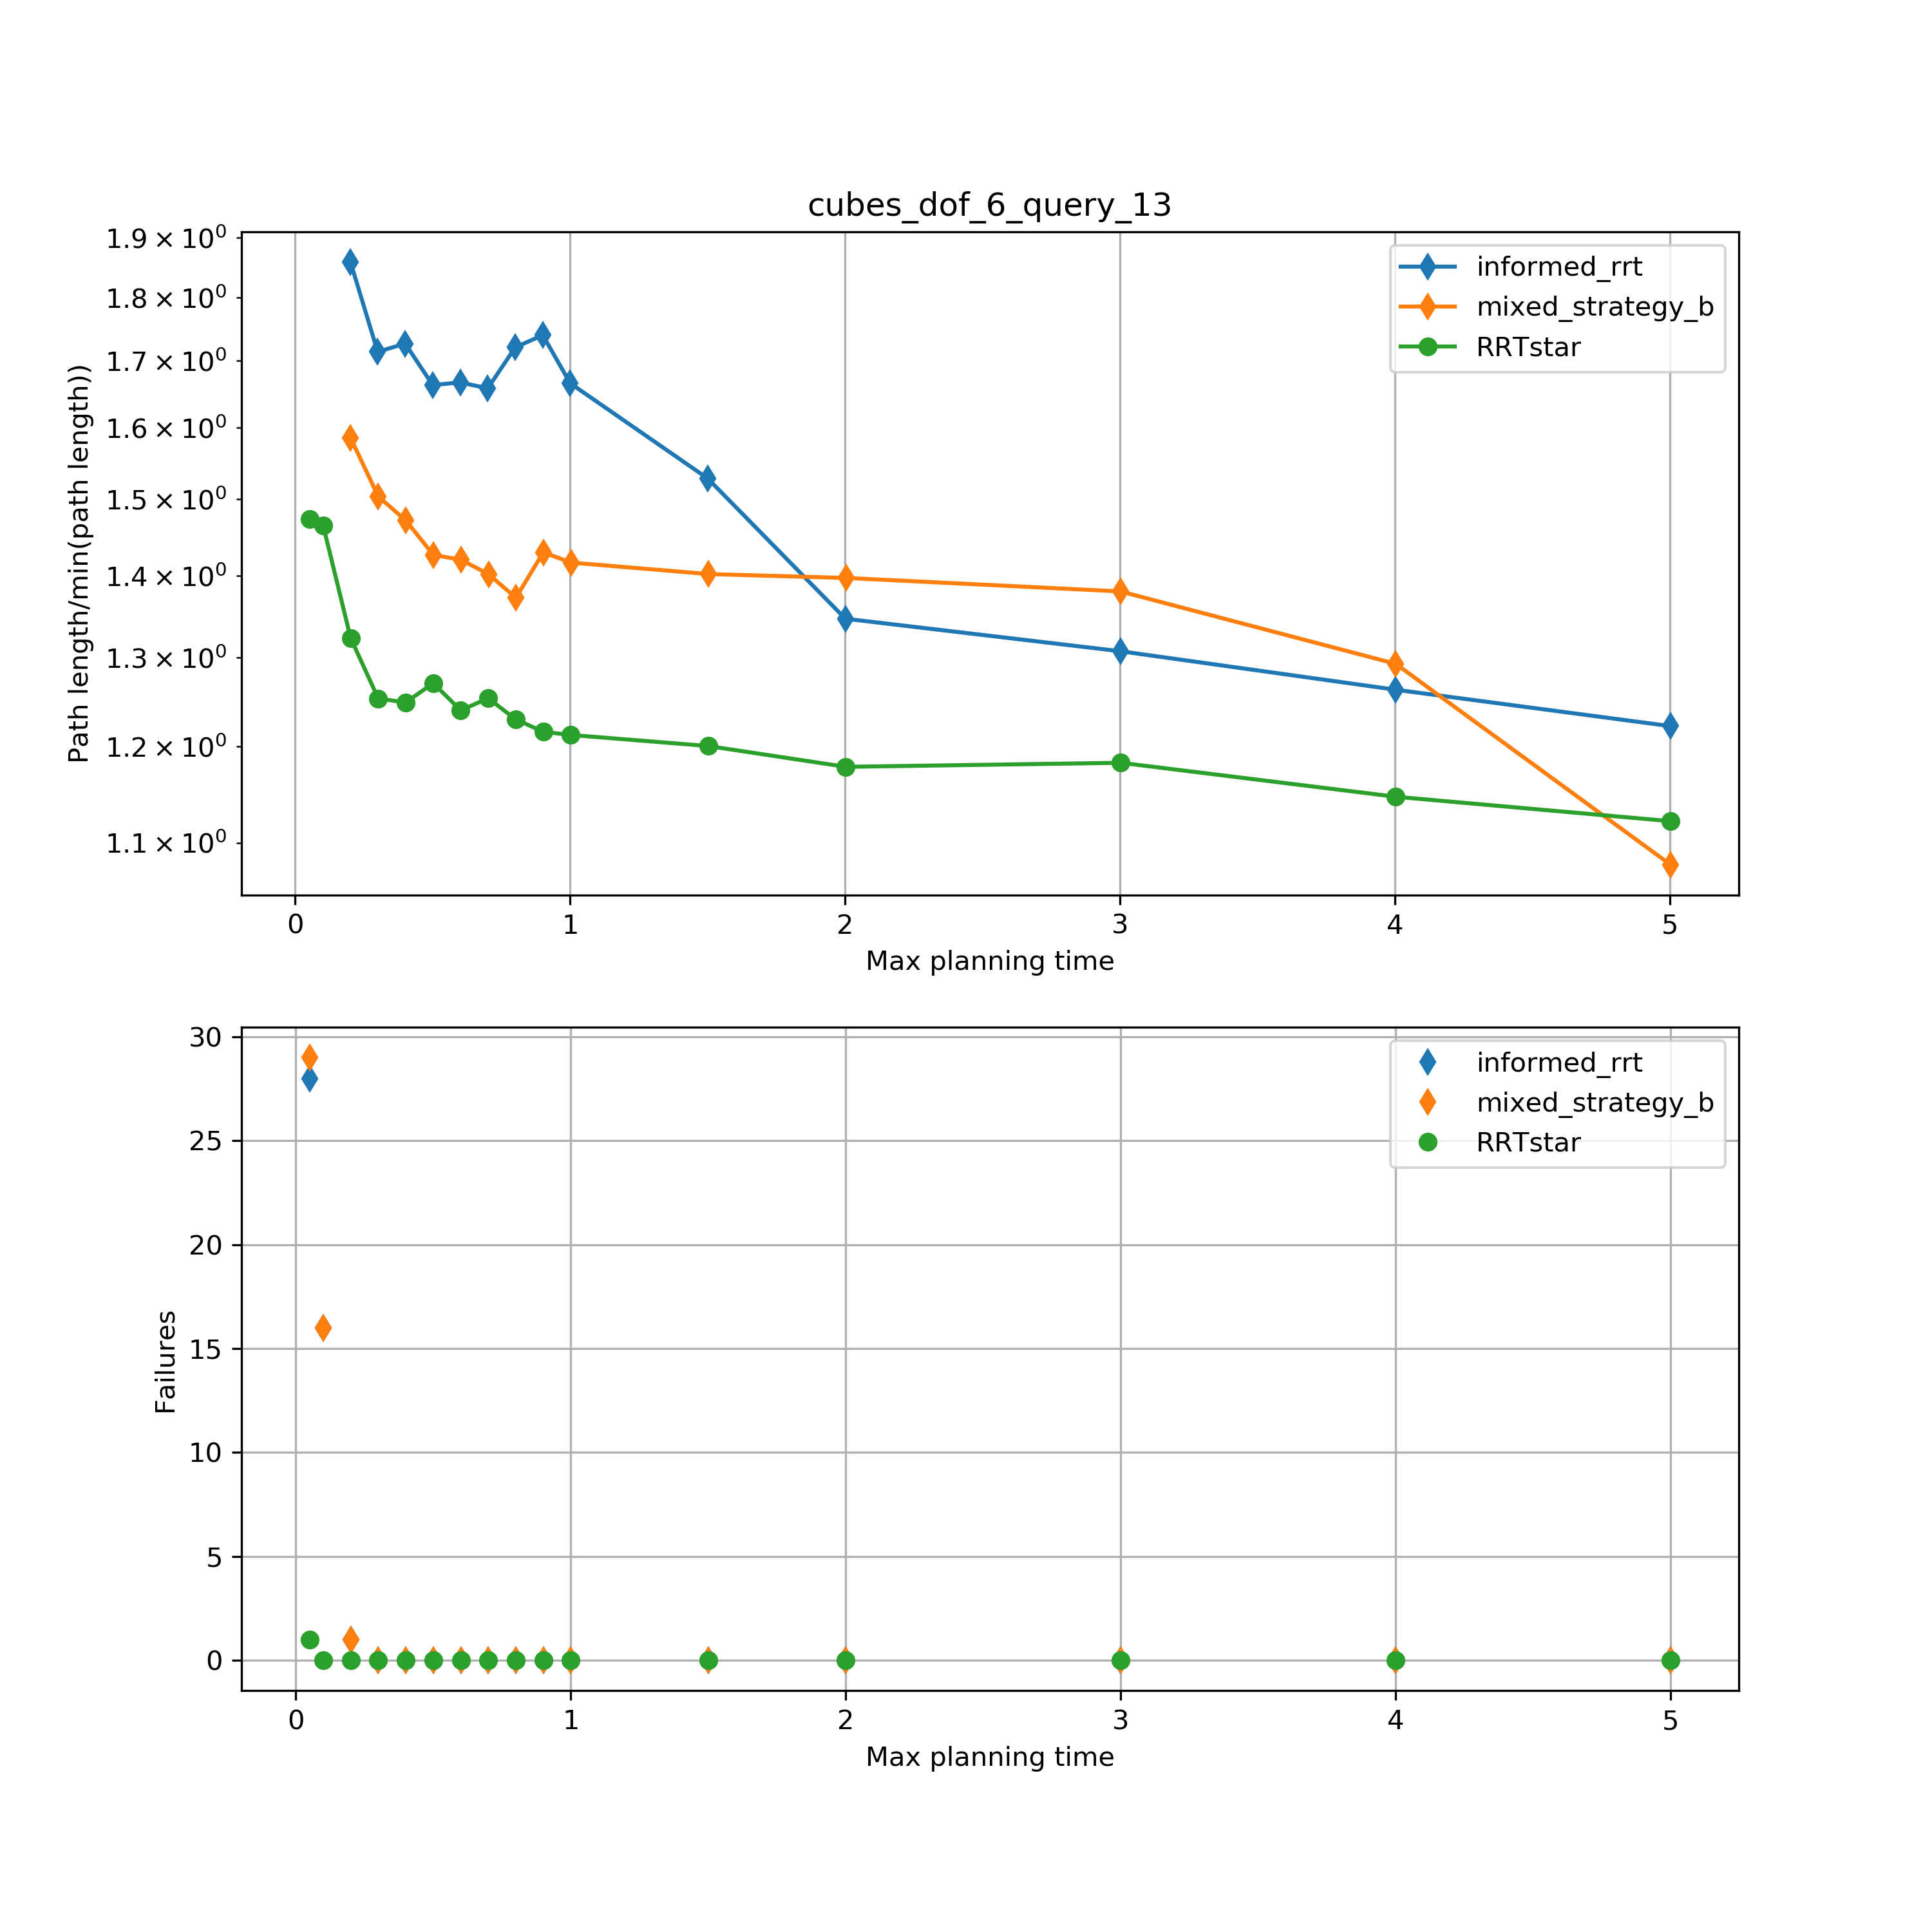 cubes_dof_6_query_13
1.9 × 10⁰
1.8 × 10⁰
1.7 × 10⁰
1.6 × 10⁰
1.5 × 10⁰
1.4 × 10⁰
1.3 × 10⁰
1.2 × 10⁰
1.1 × 10⁰
Path length/min(path length))
informed_rrt
mixed_strategy_b
RRTstar
0 1 2 3 4 5
Max planning time
30
25
20
15
10
5
0
Failures
informed_rrt
mixed_strategy_b
RRTstar
0 1 2 3 4 5
Max planning time